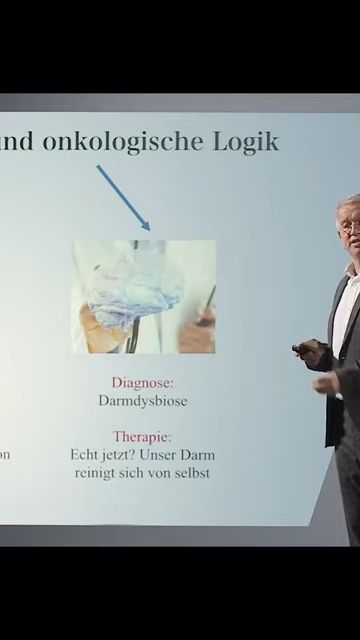 und onkologische Logik
Diagnose:
Darmdysbiose
Therapie:
Echt jetzt? Unser Darm
reinigt sich von selbst
on